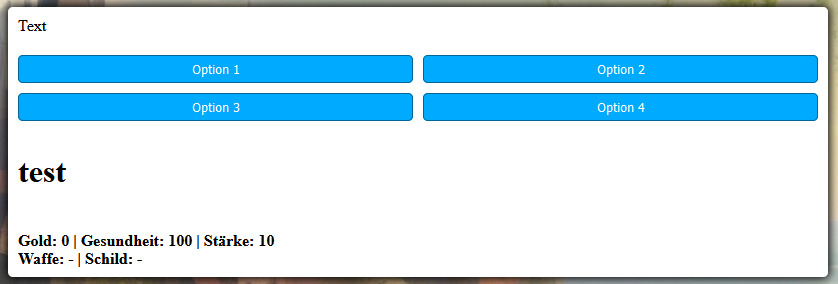 Text
Option 1 Option 2
Option 3 Option 4
test
Gold: 0 | Gesundheit: 100 | Stärke: 10
Waffe: - | Schild: -